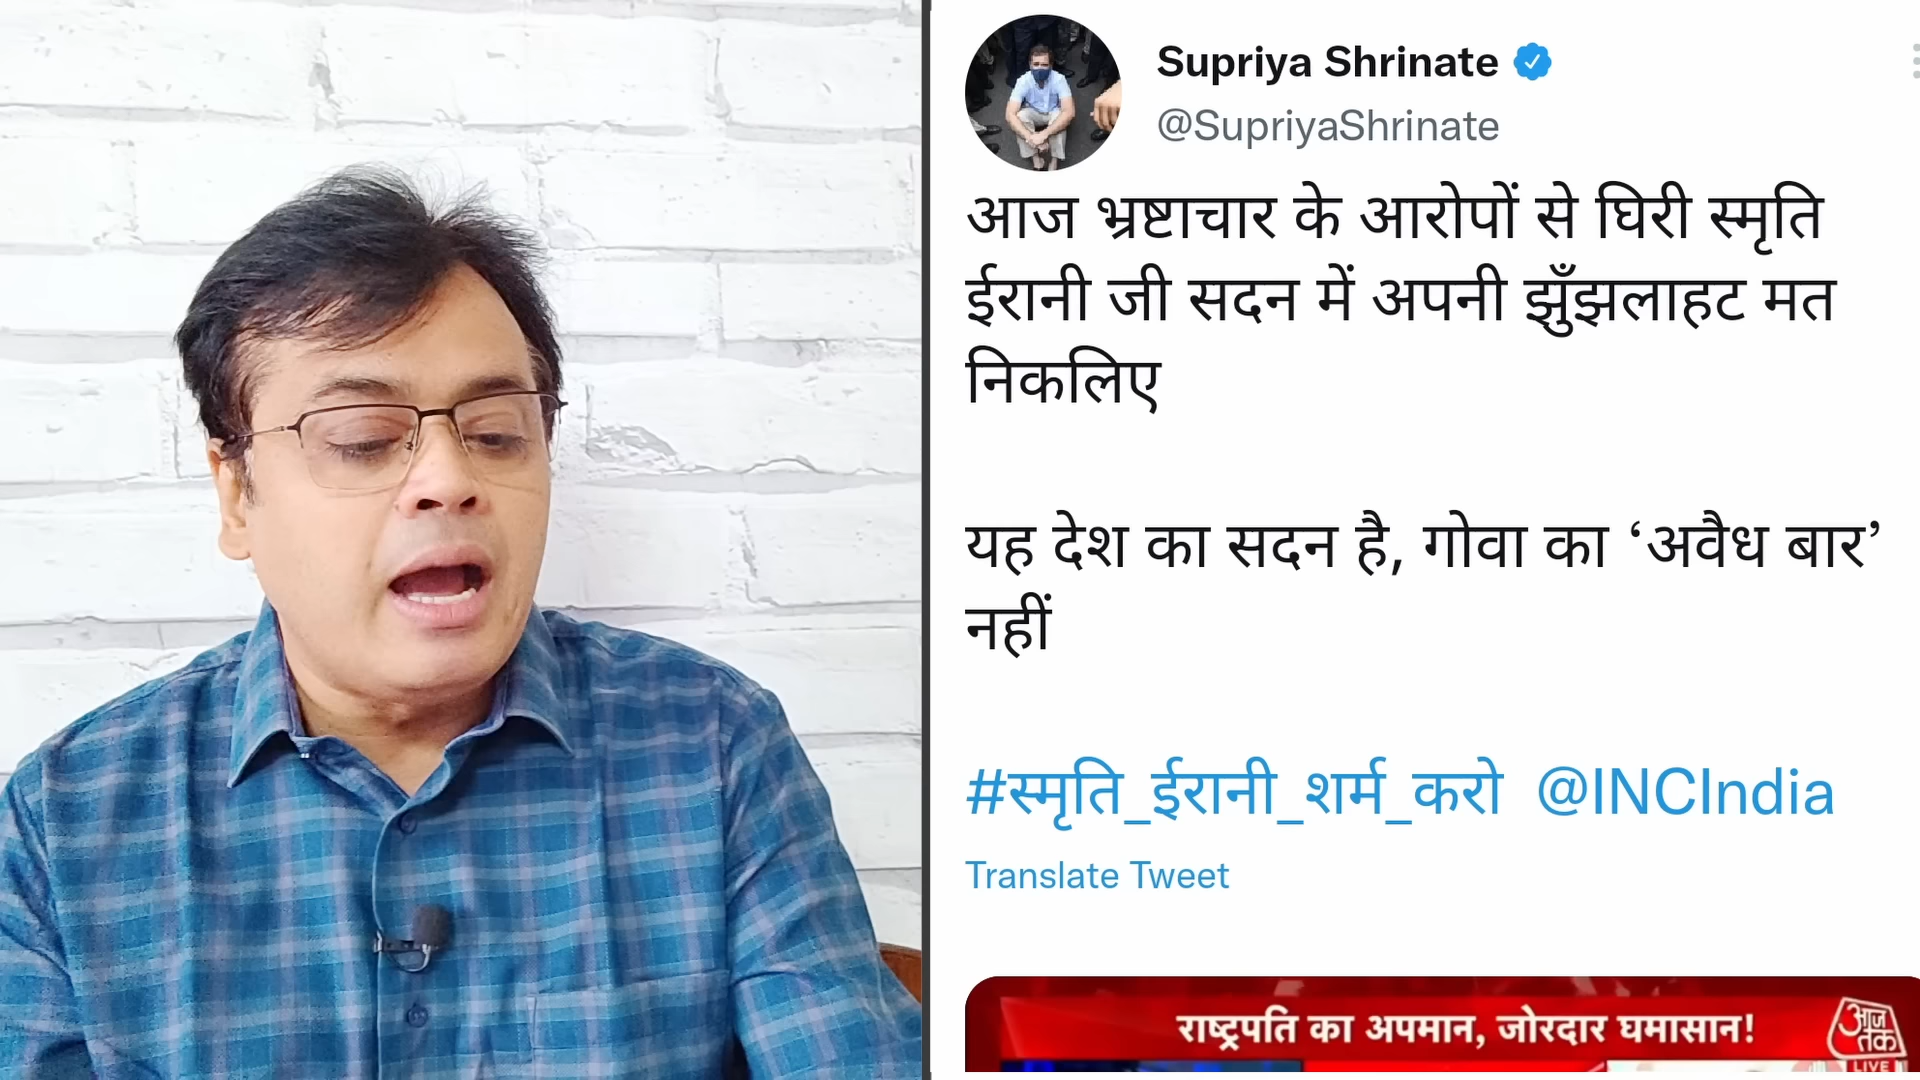 Supriya Shrinate
@SupriyaShrinate
आज भ्रष्टाचार के आरोपों से घिरी स्मृति
ईरानी जी सदन में अपनी झुँझलाहट मत
निकलिए
यह देश का सदन है, गोवा का ‘अवैध बार’
नहीं
#स्मृति_ईरानी_शर्म_करो @INCIndia
Translate Tweet
राष्ट्रपति का अपमान, जोरदार घमासान!
आज
तक
LIVE